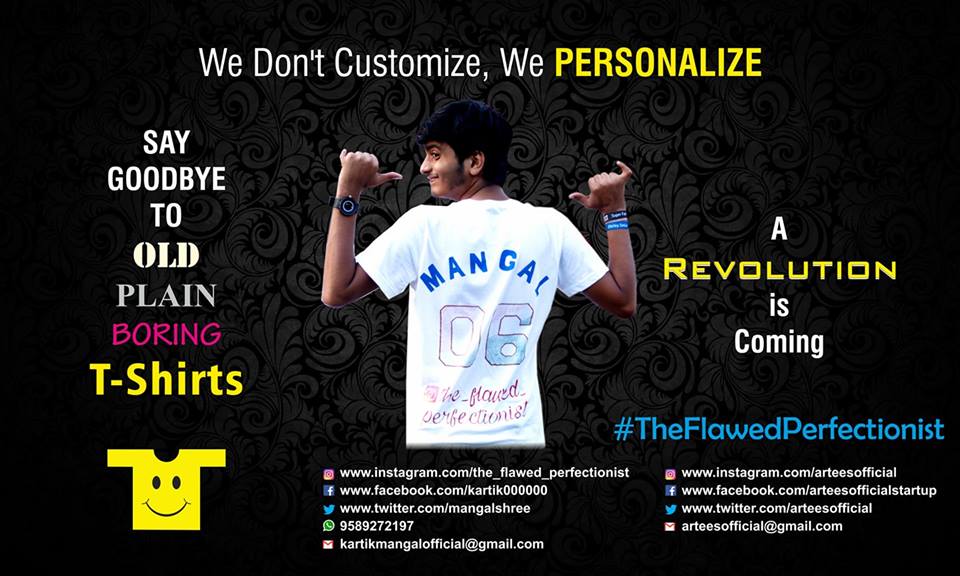 We Don't Customize, We PERSONALIZE
SAY
GOODBYE
TO
OLD
PLAIN
BORING
T-Shirts
MANGAL
06
@the_flawed_
perfectionist
A
REVOLUTION
is
Coming
#TheFlawedPerfectionist
www.instagram.com/the_flawed_perfectionist
www.facebook.com/kartik000000
www.twitter.com/mangalshree
9589272197
kartikmangalofficial@gmail.com
www.instagram.com/arteesofficial
www.facebook.com/arteesofficialstartup
www.twitter.com/arteesofficial
arteesofficial@gmail.com